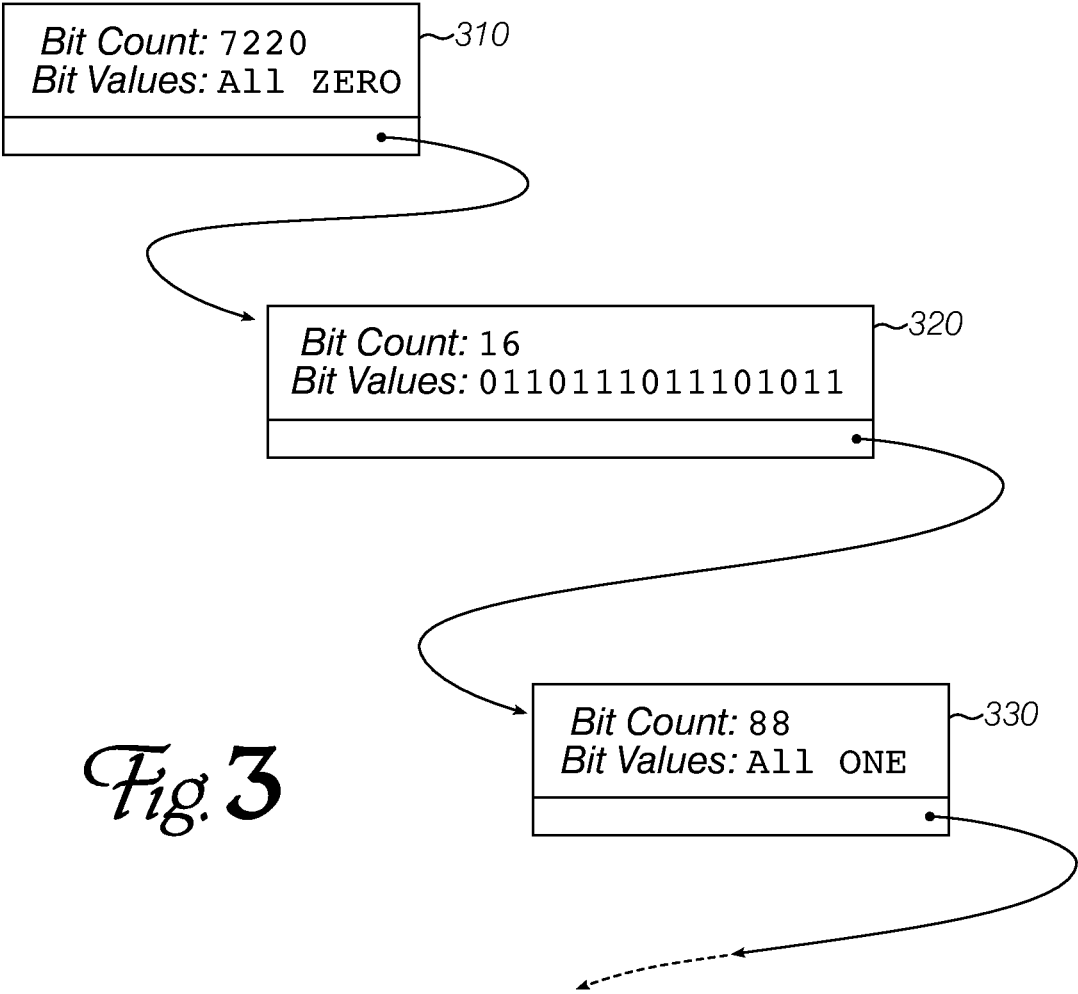 Bit Count: 7220
310
Bit Values: All ZERO
Bit Count: 16
320
Bit Values: 0110111011101011
Bit Count: 88
330
Bit Values: All ONE
Fig. 3